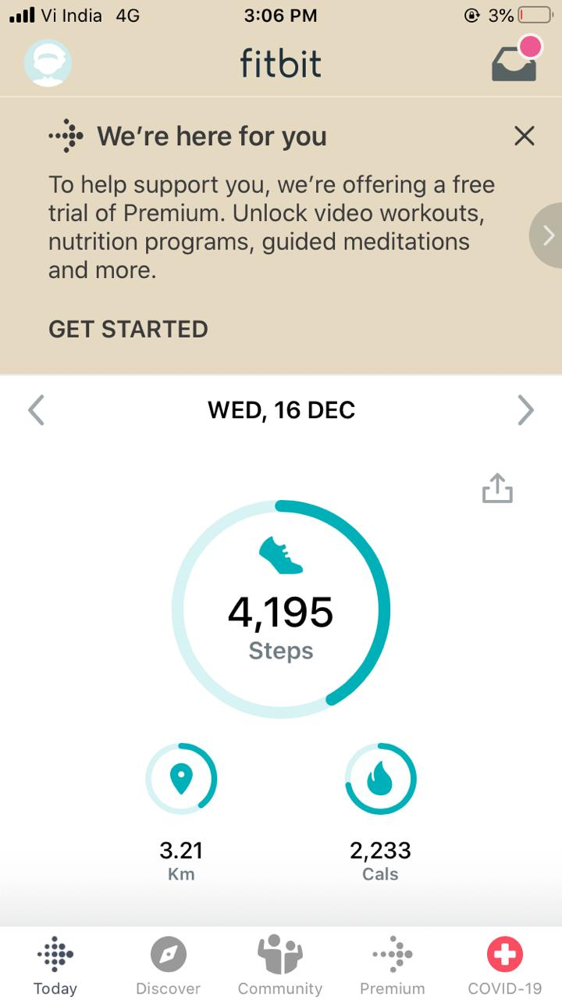 Vi India 4G 3:06 PM 3%
fitbit
We’re here for you
To help support you, we’re offering a free
trial of Premium. Unlock video workouts,
nutrition programs, guided meditations
and more.
GET STARTED
WED, 16 DEC
4,195
Steps
3.21 2,233
Km Cals
Today Discover Community Premium COVID-19